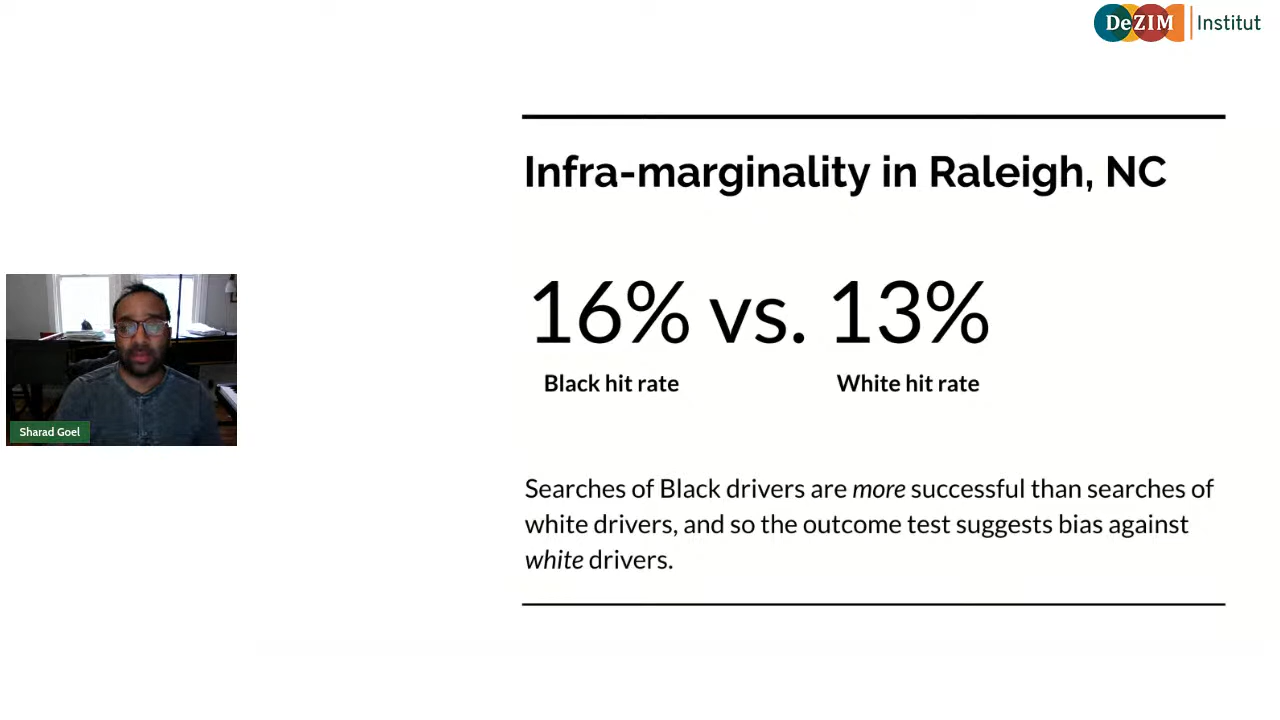 DeZIM Institut
Infra-marginality in Raleigh, NC
16% vs. 13%
Black hit rate White hit rate
Searches of Black drivers are more successful than searches of
white drivers, and so the outcome test suggests bias against
white drivers.
Sharad Goel